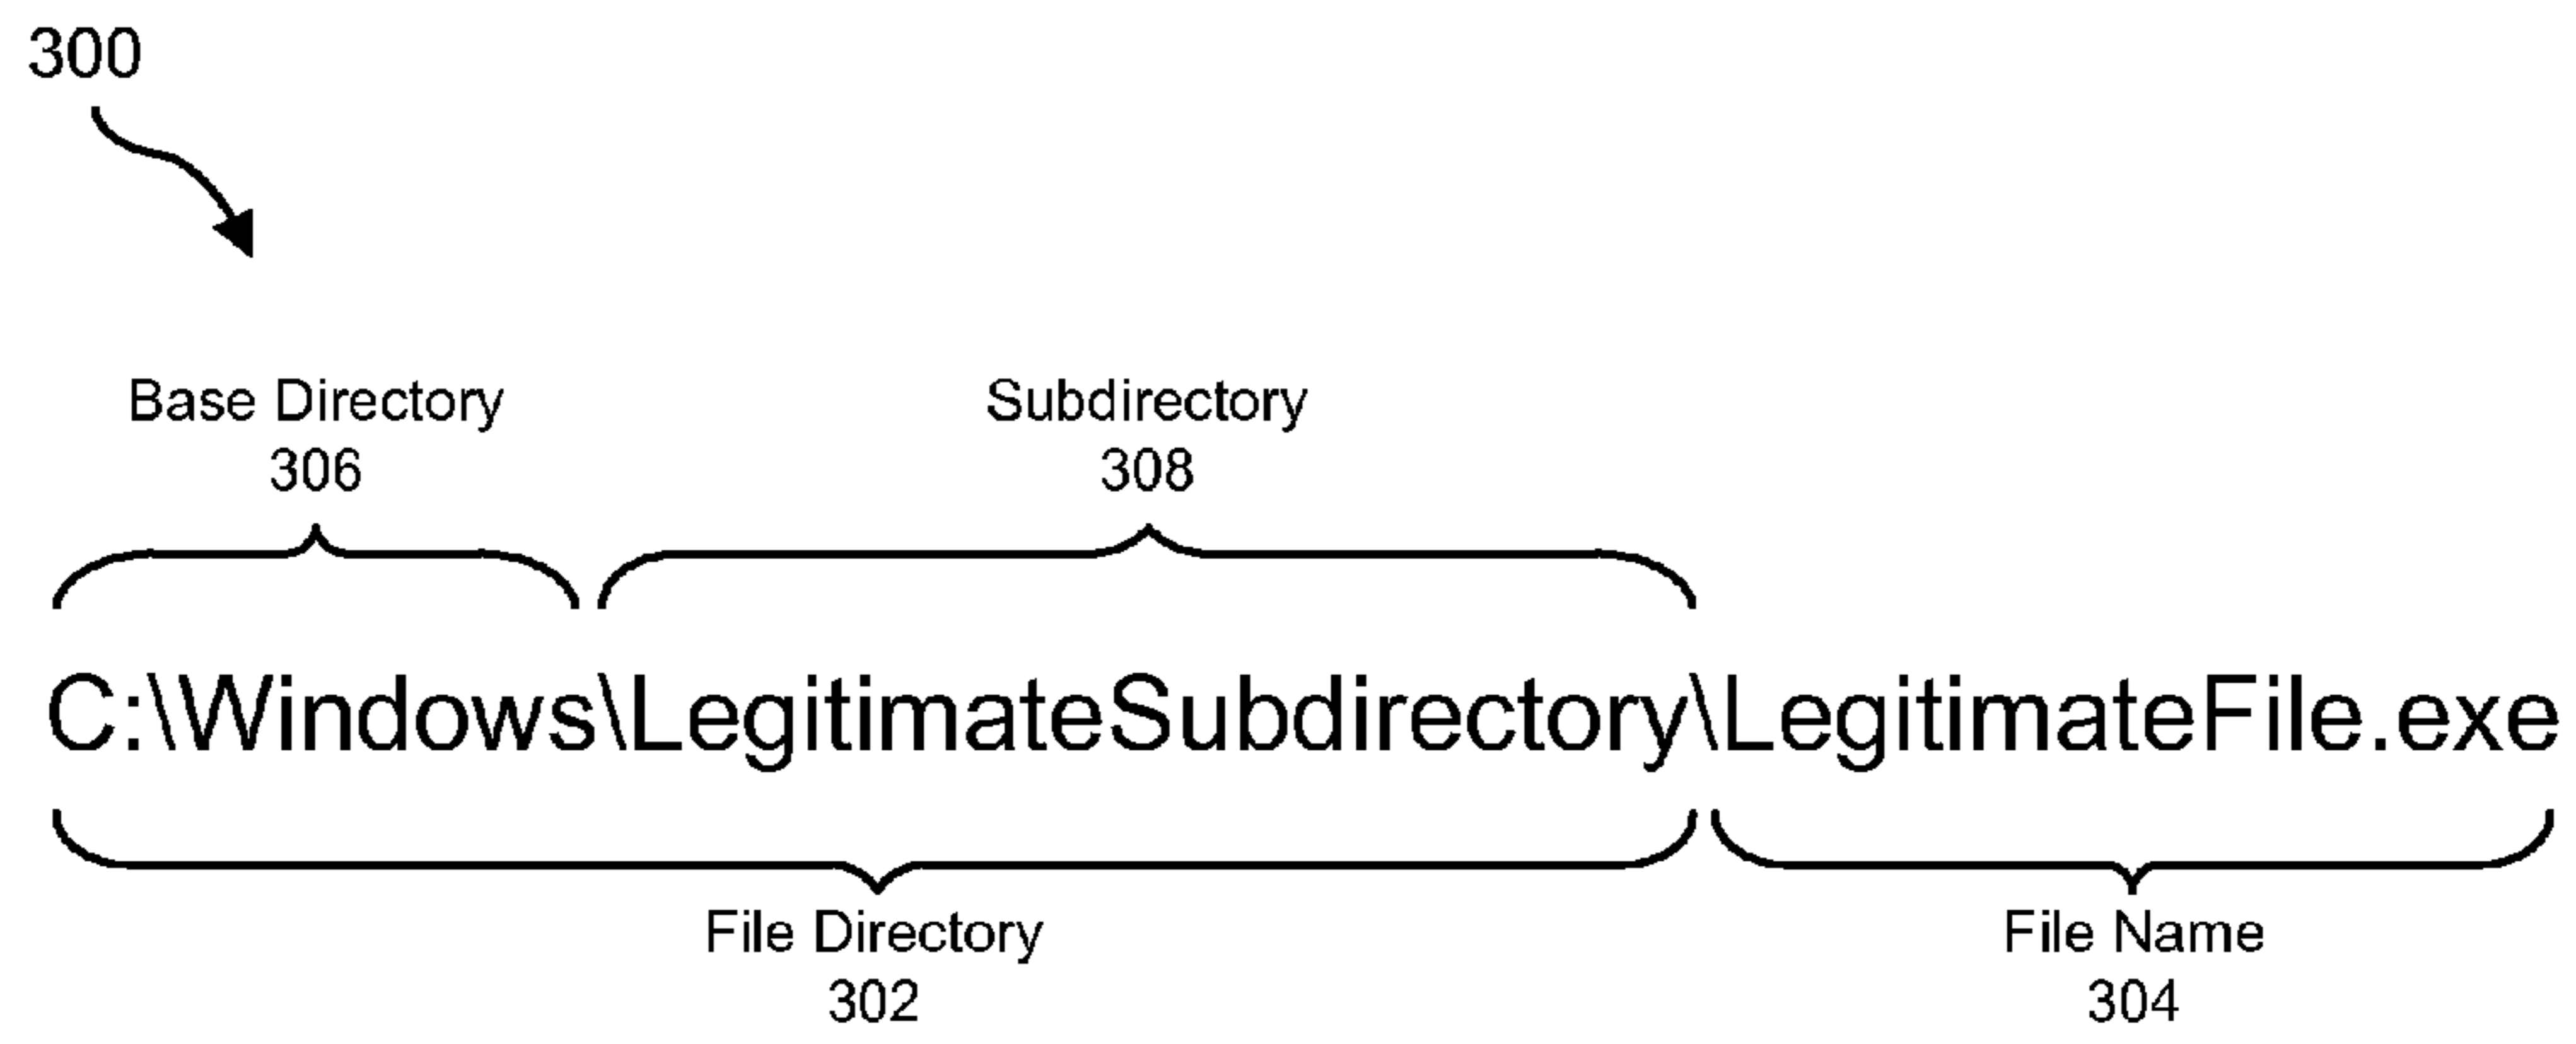 300
Base Directory
306
Subdirectory
308
C:\Windows\LegitimateSubdirectory\LegitimateFile.exe
File Directory
302
File Name
304